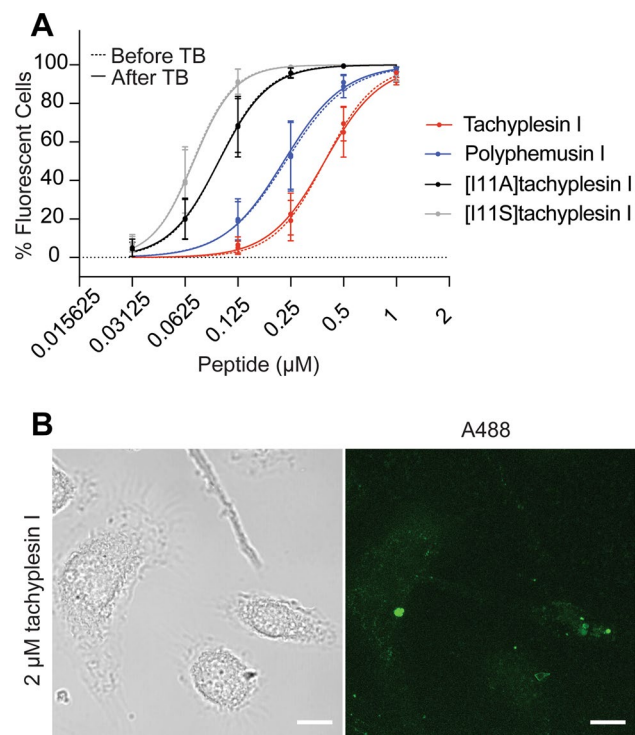 A
Before TB
After TB
% Fluorescent Cells
100
80
60
40
20
0
0.015625
0.03125
0.0625
0.125
0.25
0.5
1
2
Peptide (µM)
Tachyplesin I
Polyphemusin I
[I11A]tachyplesin I
[I11S]tachyplesin I
B
A488
2 µM tachyplesin I